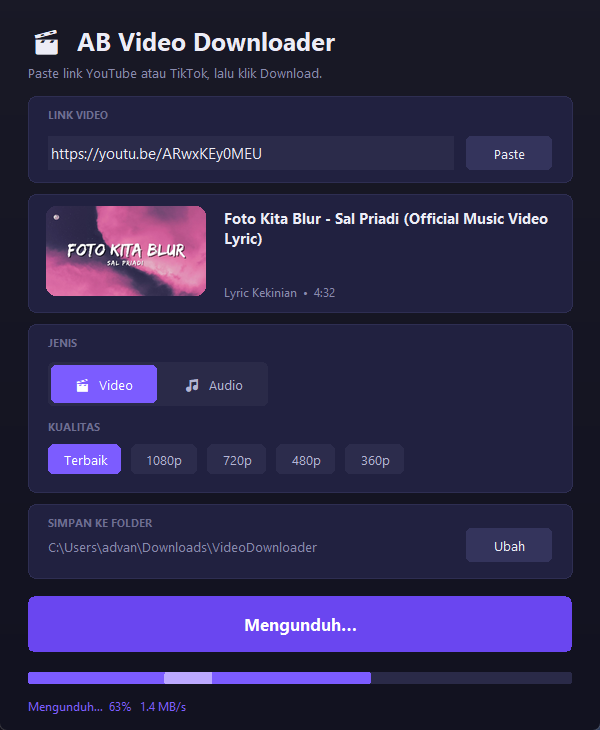 AB Video Downloader
Paste link YouTube atau TikTok, lalu klik Download.
LINK VIDEO
https://youtu.be/ARwxKEy0MEU
Paste
FOTO KITA BLUR
SAL PRIADI
Foto Kita Blur - Sal Priadi (Official Music Video
Lyric)
Lyric Kekinian • 4:32
JENIS
Video
Audio
KUALITAS
Terbaik
1080p
720p
480p
360p
SIMPAN KE FOLDER
C:\Users\advan\Downloads\VideoDownloader
Ubah
Mengunduh...
Mengunduh... 63% 1.4 MB/s